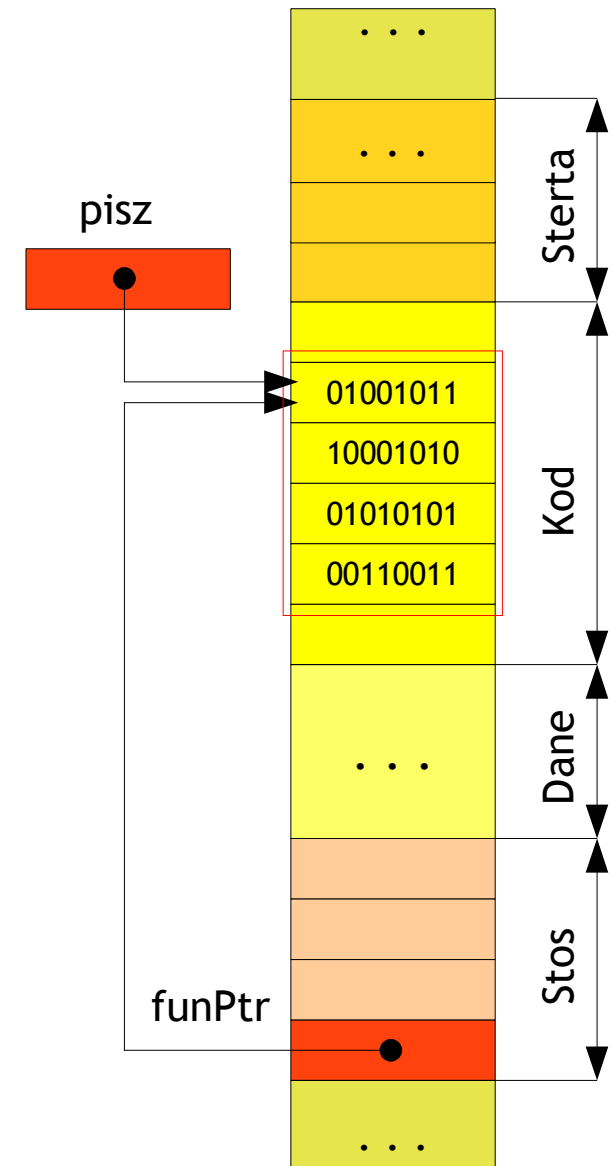 . . .
Sterta
. . .
pisz
01001011
10001010
01010101
00110011
Kod
Dane
. . .
Stos
funPtr
. . .